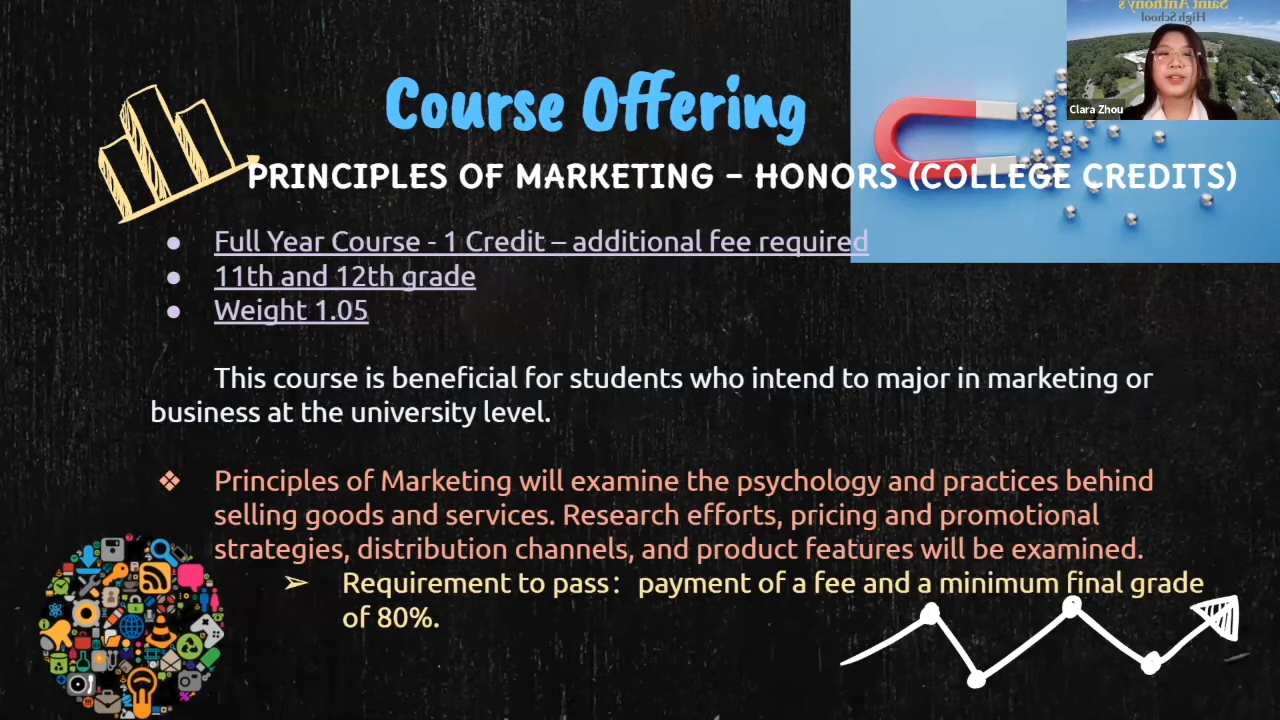 Saint Anthony's
High School
Clara Zhou
Course Offering
PRINCIPLES OF MARKETING - HONORS (COLLEGE CREDITS)
● Full Year Course - 1 Credit – additional fee required
● 11th and 12th grade
● Weight 1.05
This course is beneficial for students who intend to major in marketing or
business at the university level.
❖ Principles of Marketing will examine the psychology and practices behind
selling goods and services. Research efforts, pricing and promotional
strategies, distribution channels, and product features will be examined.
➢ Requirement to pass： payment of a fee and a minimum final grade
of 80%.